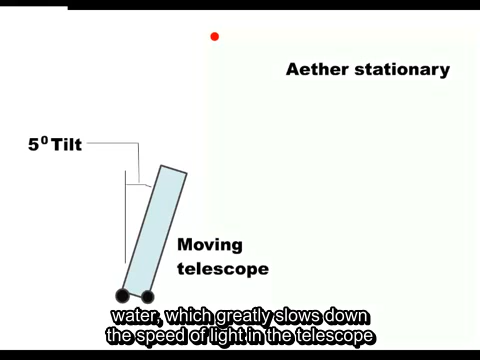 Aether stationary
5⁰ Tilt
Moving
telescope
water, which greatly slows down
the speed of light in the telescope